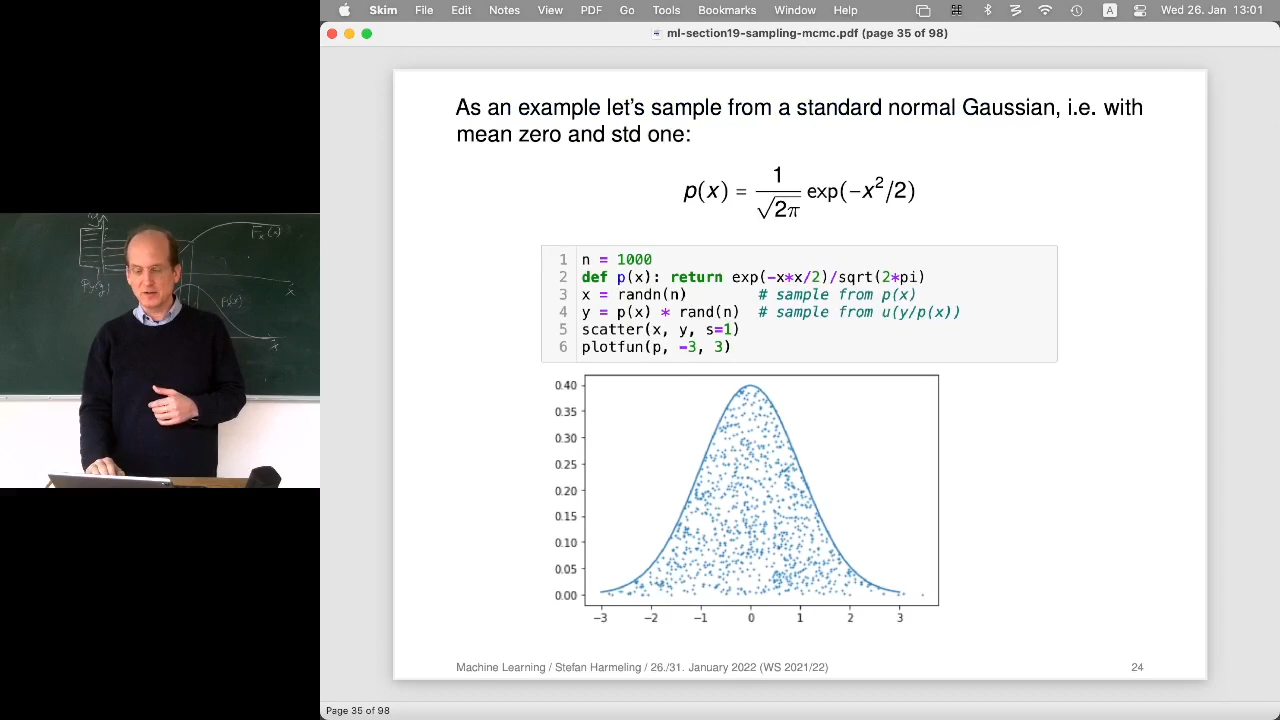 Skim File Edit Notes View PDF Go Tools Bookmarks Window Help A Wed 26. Jan 13:01
ml-section19-sampling-mcmc.pdf (page 35 of 98)
As an example let's sample from a standard normal Gaussian, i.e. with
mean zero and std one:
p(x) = 1/√2π exp(−x²/2)
1 n = 1000
2 def p(x): return exp(-x*x/2)/sqrt(2*pi)
3 x = randn(n) # sample from p(x)
4 y = p(x) * rand(n) # sample from u(y/p(x))
5 scatter(x, y, s=1)
6 plotfun(p, -3, 3)
0.40
0.35
0.30
0.25
0.20
0.15
0.10
0.05
0.00
−3 −2 −1 0 1 2 3
Machine Learning / Stefan Harmeling / 26./31. January 2022 (WS 2021/22) 24
Page 35 of 98